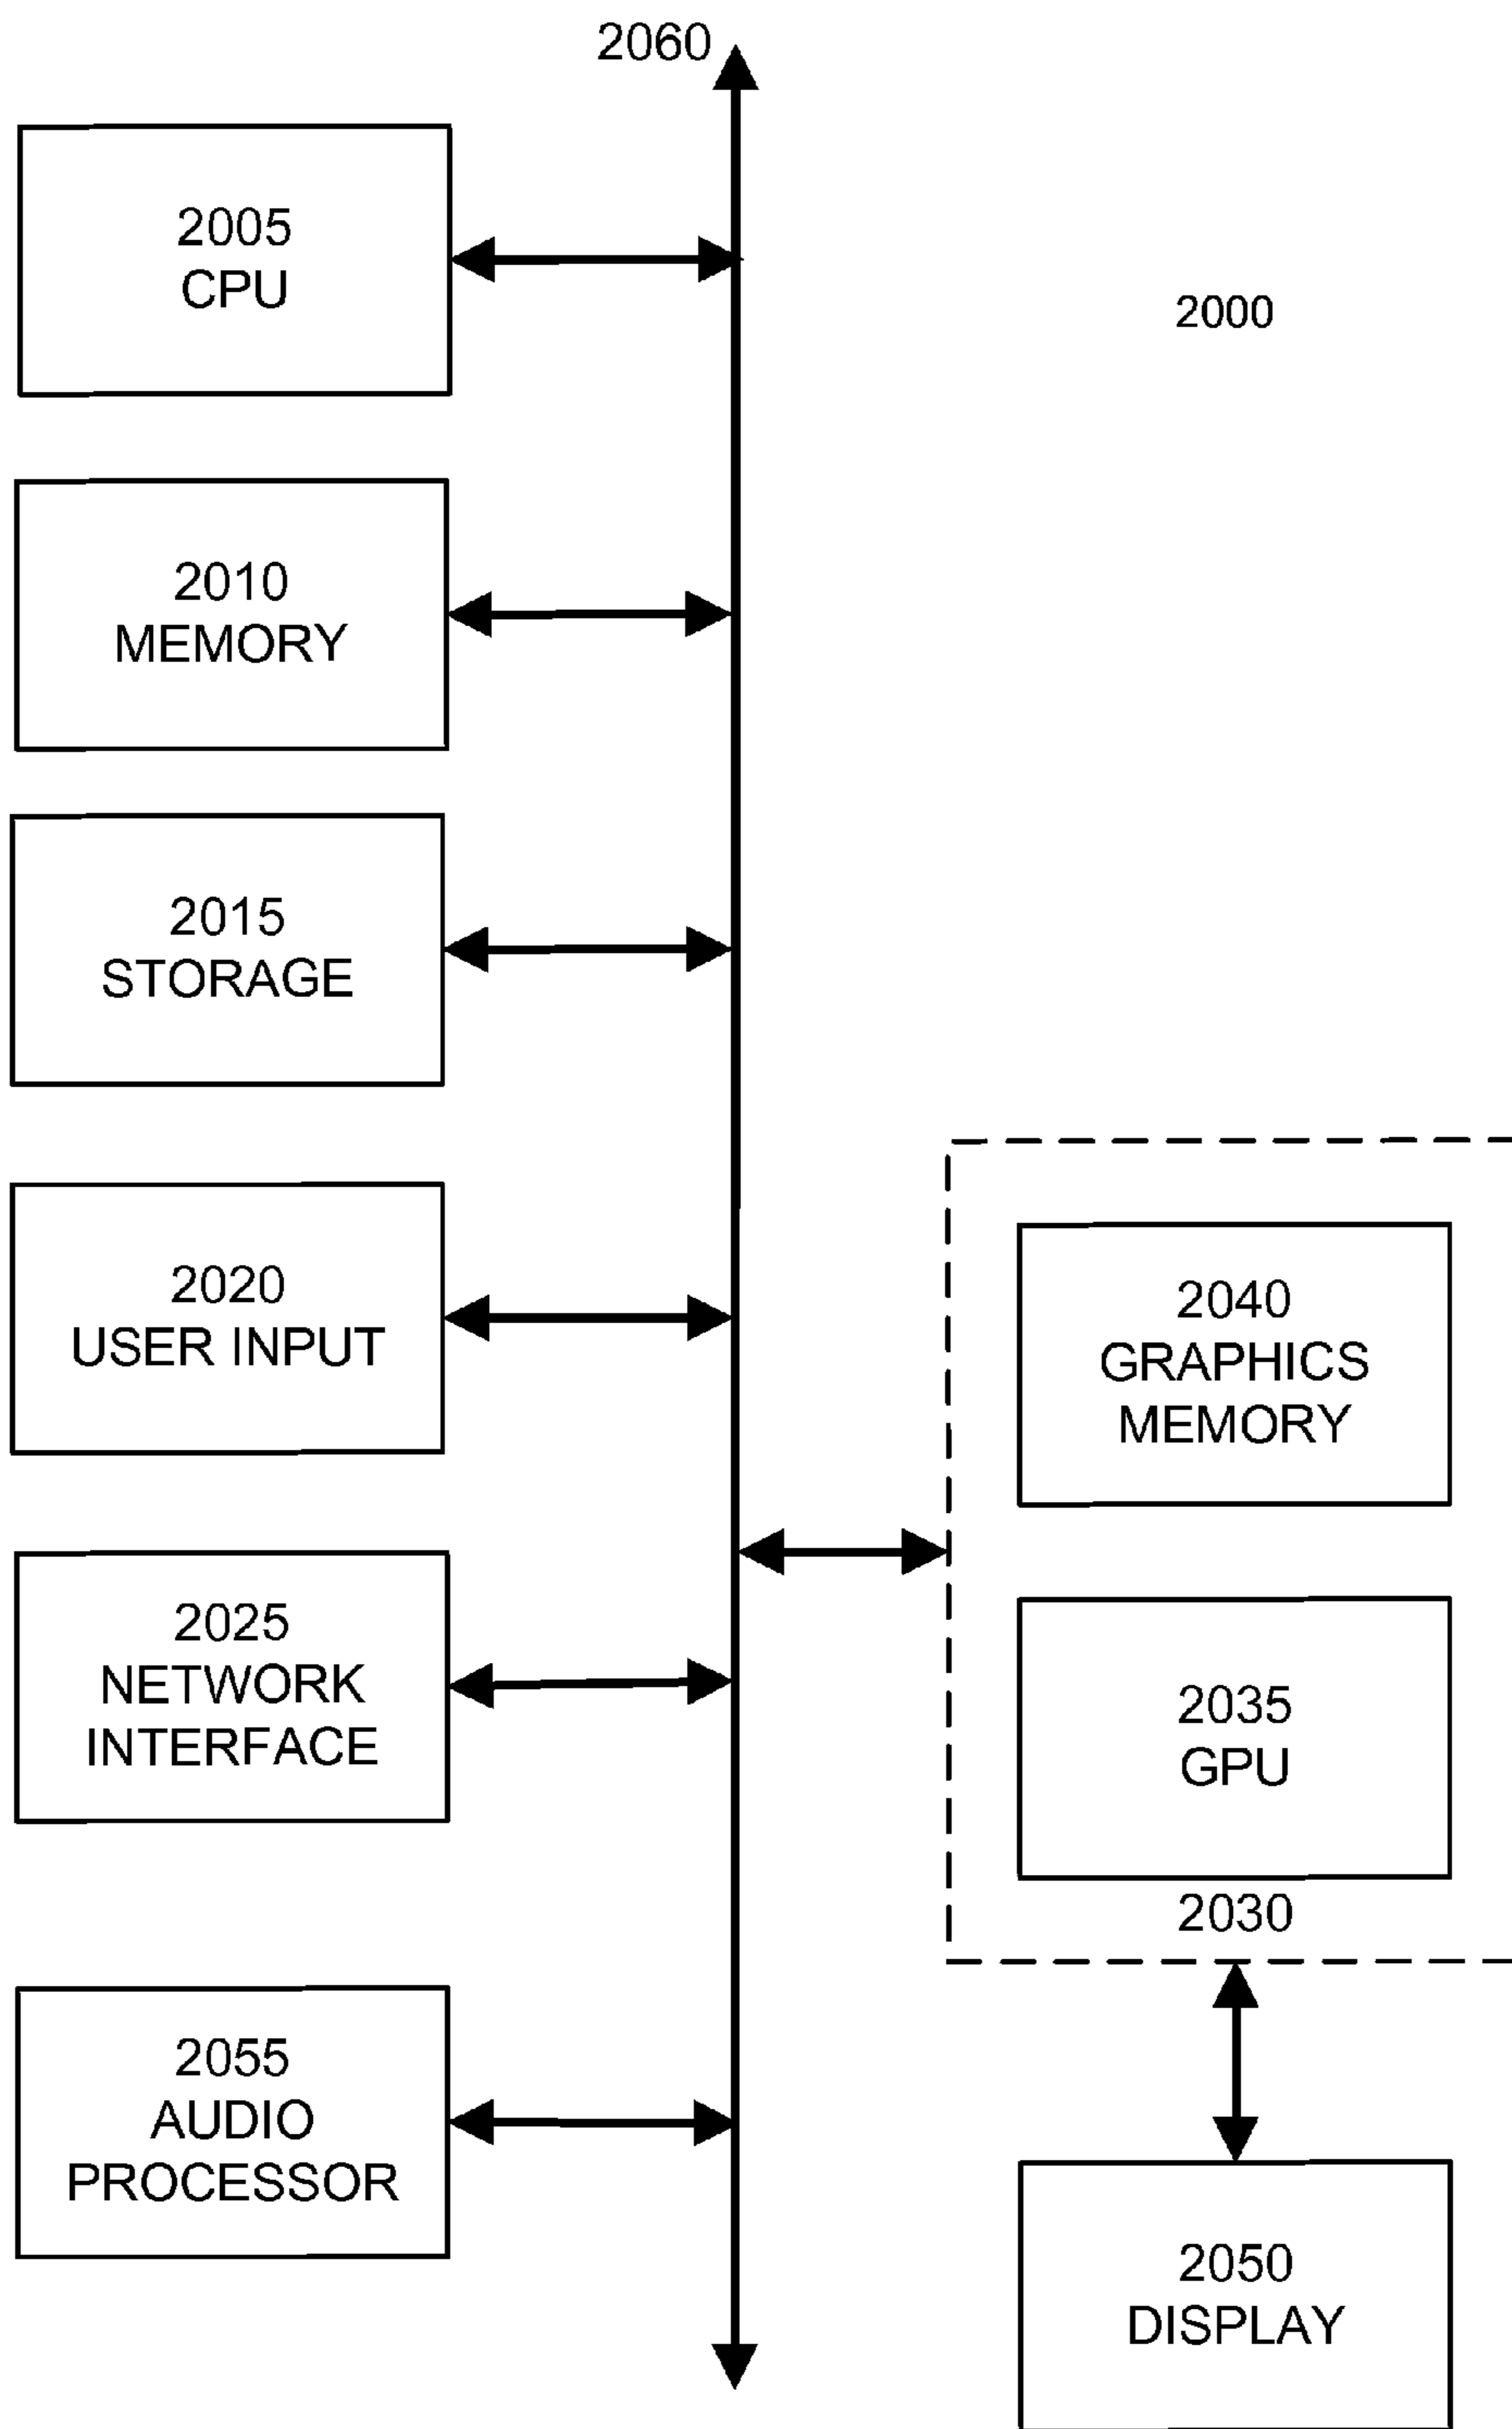 2060
2005
CPU
2000
2010
MEMORY
2015
STORAGE
2020
USER INPUT
2040
GRAPHICS
MEMORY
2025
NETWORK
INTERFACE
2035
GPU
2030
2055
AUDIO
PROCESSOR
2050
DISPLAY